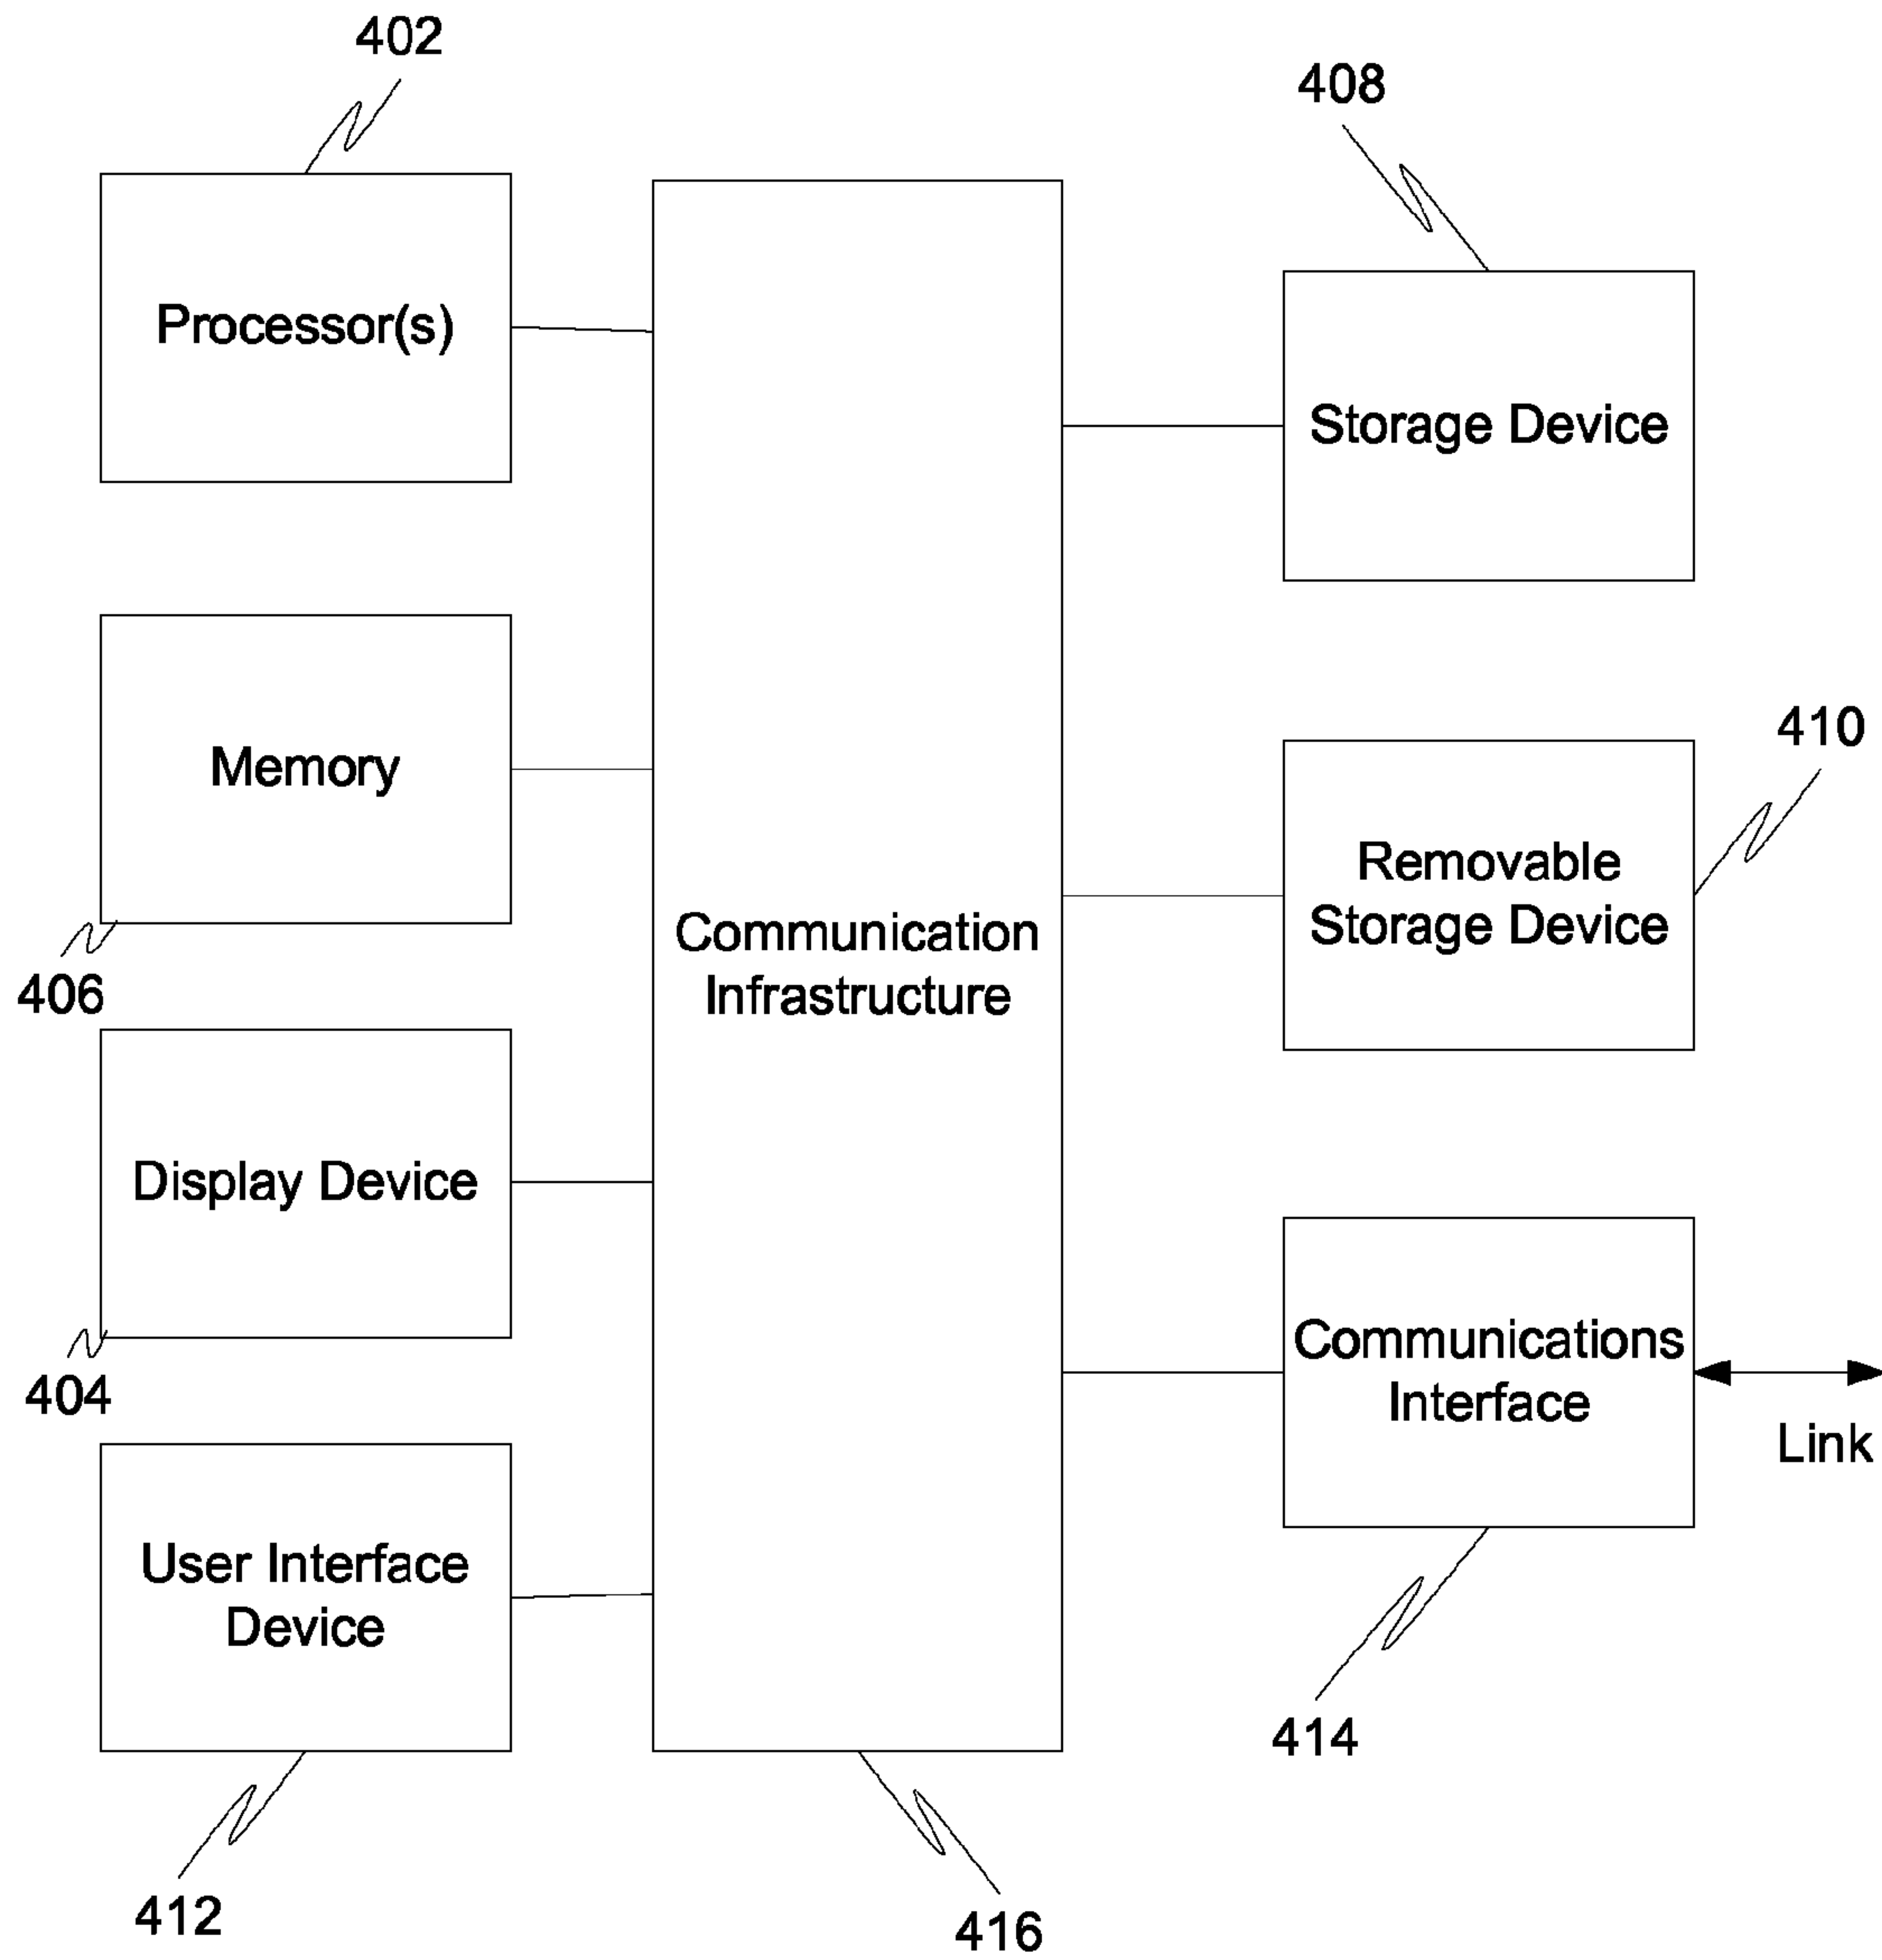 402
408
Processor(s)
Storage Device
Memory
410
Removable
Storage Device
406
Communication
Infrastructure
Display Device
404
Communications
Interface
Link
User Interface
Device
414
412
416